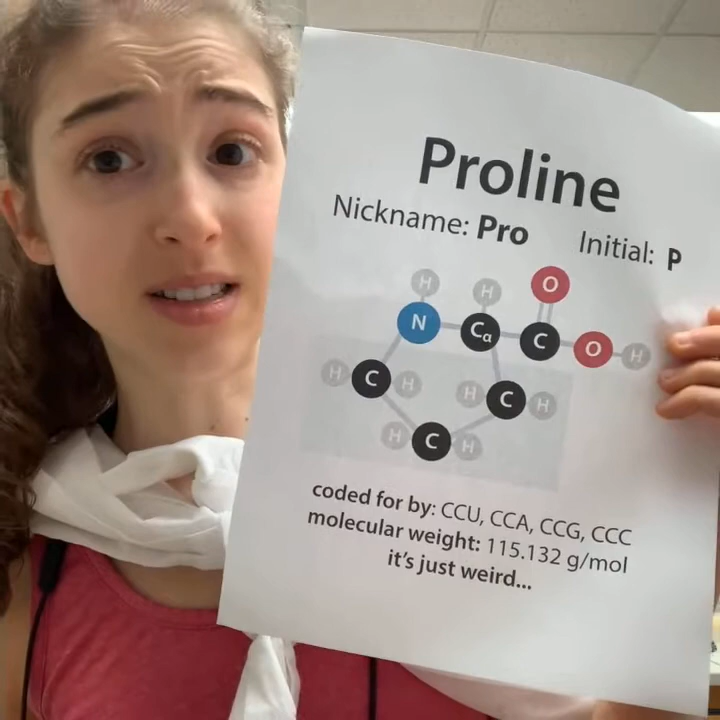 Proline
Nickname: Pro Initial: P
H H O
N Cα C O H
H C H H C H
H C H
coded for by: CCU, CCA, CCG, CCC
molecular weight: 115.132 g/mol
it's just weird...